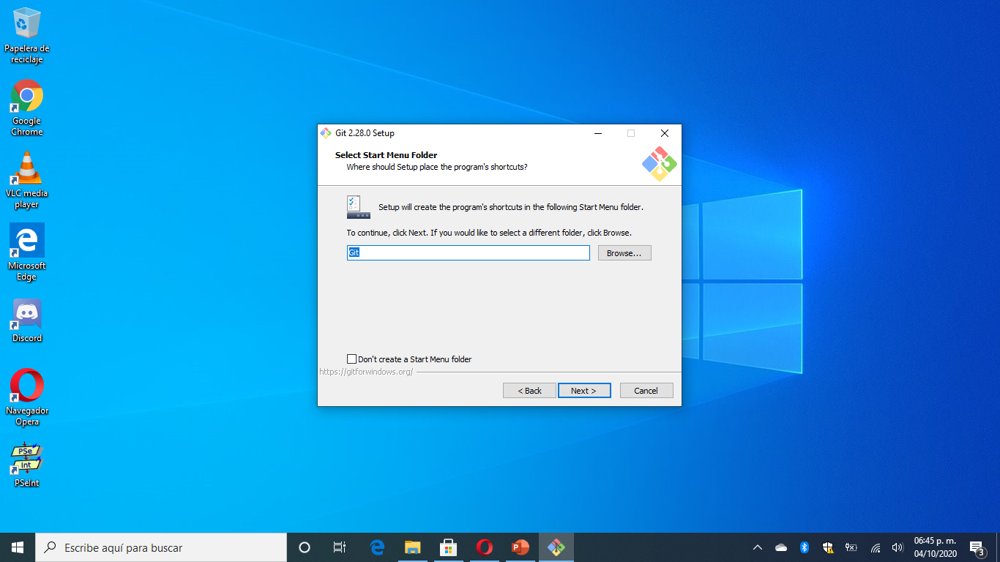 Papelera de
reciclaje
Google
Chrome
VLC media
player
Microsoft
Edge
Discord
Navegador
Opera
PSe
Int
PSeInt
Git 2.28.0 Setup
Select Start Menu Folder
Where should Setup place the program's shortcuts?
Setup will create the program's shortcuts in the following Start Menu folder.
To continue, click Next. If you would like to select a different folder, click Browse.
Git
Browse...
Don't create a Start Menu folder
https://gitforwindows.org/
< Back
Next >
Cancel
Escribe aquí para buscar
06:45 p. m.
04/10/2020
3